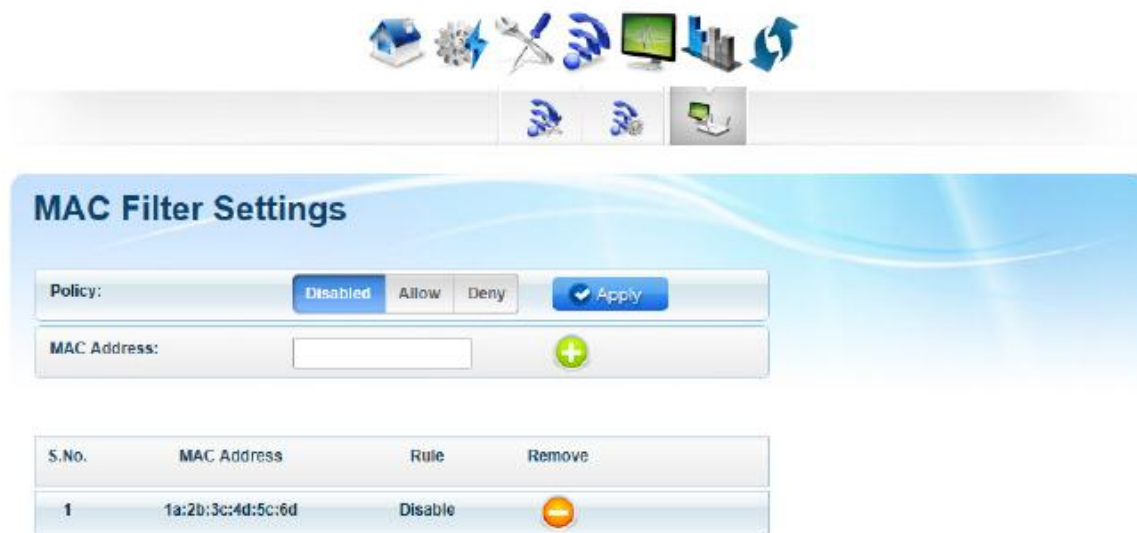 MAC Filter Settings
Policy: Disabled Allow Deny Apply
MAC Address:
S.No. MAC Address Rule Remove
1 1a:2b:3c:4d:5c:6d Disable